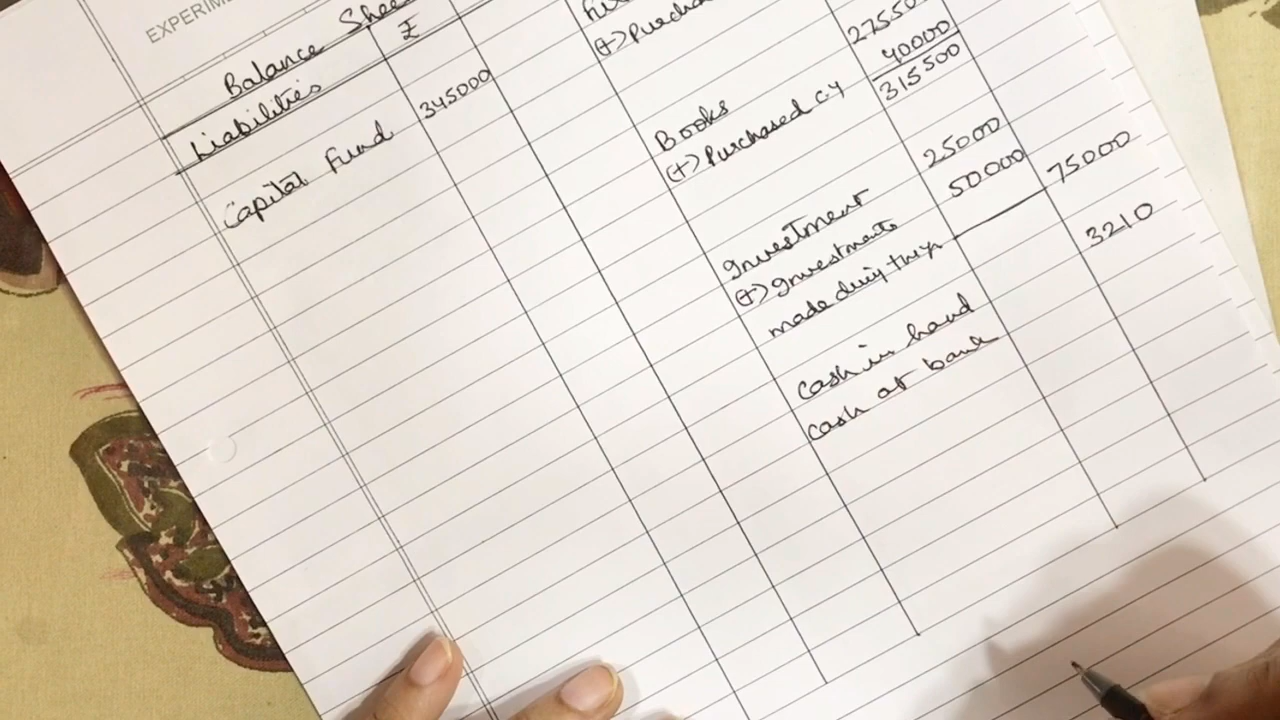 EXPERIM
Balance Shee
Liabilities ₹
Capital Fund 345000
(+) Purcha
Books 27550
(+) Purchased C.Y 40000
315500
Investment 25000
(+) Investments 50000
made during the yr 75000
Cash in hand 3210
Cash at bank